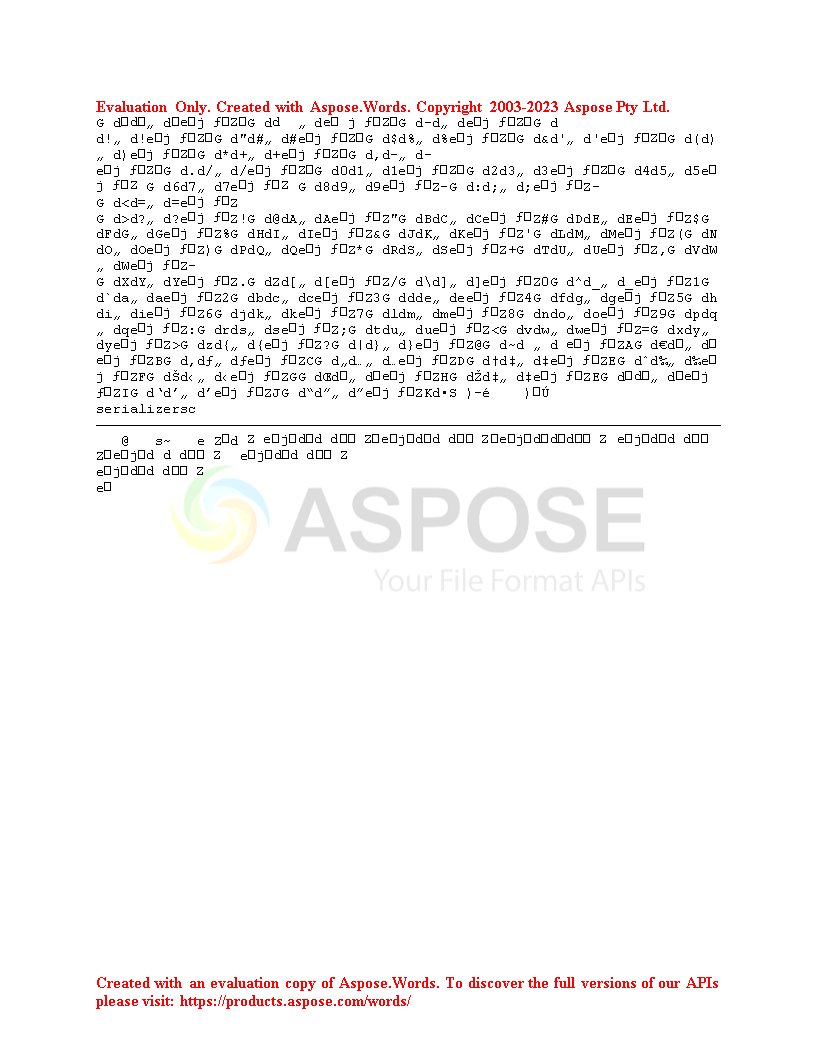 Evaluation Only. Created with Aspose.Words. Copyright 2003-2023 Aspose Pty Ltd.
G d□d□„ d□e□j f□Z□G dd  „ de□ j f□Z□G d-d„ de□j f□Z□G d
d!„ d!e□j f□Z□G d"d#„ d#e□j f□Z□G d$d%„ d%e□j f□Z□G d&d'„ d'e□j f□Z□G d(d)
„ d)e□j f□Z□G d*d+„ d+e□j f□Z□G d,d-„ d-
e□j f□Z□G d.d/„ d/e□j f□Z□G d0d1„ d1e□j f□Z□G d2d3„ d3e□j f□Z□G d4d5„ d5e□
j f□Z G d6d7„ d7e□j f□Z G d8d9„ d9e□j f□Z-G d:d;„ d;e□j f□Z-
G d<d=„ d=e□j f□Z
G d>d?„ d?e□j f□Z!G d@dA„ dAe□j f□Z"G dBdC„ dCe□j f□Z#G dDdE„ dEe□j f□Z$G
dFdG„ dGe□j f□Z%G dHdI„ dIe□j f□Z&G dJdK„ dKe□j f□Z'G dLdM„ dMe□j f□Z(G dN
dO„ dOe□j f□Z)G dPdQ„ dQe□j f□Z*G dRdS„ dSe□j f□Z+G dTdU„ dUe□j f□Z,G dVdW
„ dWe□j f□Z-
G dXdY„ dYe□j f□Z.G dZd[„ d[e□j f□Z/G d\d]„ d]e□j f□Z0G d^d_„ d_e□j f□Z1G
d`da„ dae□j f□Z2G dbdc„ dce□j f□Z3G ddde„ dee□j f□Z4G dfdg„ dge□j f□Z5G dh
di„ die□j f□Z6G djdk„ dke□j f□Z7G dldm„ dme□j f□Z8G dndo„ doe□j f□Z9G dpdq
„ dqe□j f□Z:G drds„ dse□j f□Z;G dtdu„ due□j f□Z<G dvdw„ dwe□j f□Z=G dxdy„
dye□j f□Z>G dzd{„ d{e□j f□Z?G d|d}„ d}e□j f□Z@G d~d „ d e□j f□ZAG d€d□„ d□
e□j f□ZBG d‚dƒ„ dƒe□j f□ZCG d„d…„ d…e□j f□ZDG d†d‡„ d‡e□j f□ZEG dˆd‰„ d‰e□
j f□ZFG dŠd‹„ d‹e□j f□ZGG dŒd□„ d□e□j f□ZHG dŽd‡„ d‡e□j f□ZEG d□d□„ d□e□j
f□ZIG d‘d’„ d’e□j f□ZJG d“d”„ d”e□j f□ZKd•S )-é    )□Ú
serializersc
@   s~   e Z□d Z e□j□d□d d□□ Z□e□j□d□d d□□ Z□e□j□d□d□d□□ Z e□j□d□d d□□
Z□e□j□d d d□□ Z  e□j□d□d d□□ Z
e□j□d□d d□□ Z
e□
ASPOSE
Your File Format APIs
Created with an evaluation copy of Aspose.Words. To discover the full versions of our APIs
please visit: https://products.aspose.com/words/